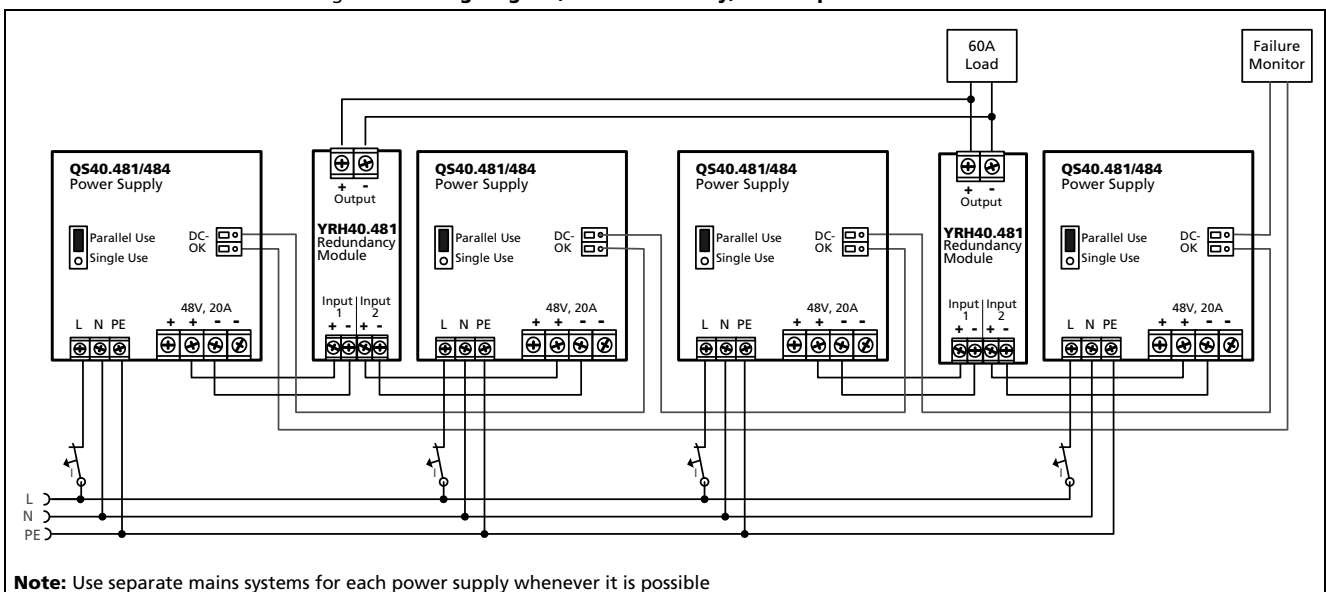 60A
Load
Failure
Monitor
QS40.481/484
Power Supply
Parallel Use
Single Use
DC-
OK
48V, 20A
+ + - -
L N PE
+ -
Output
YRH40.481
Redundancy
Module
Input Input
1 2
+ - + -
QS40.481/484
Power Supply
Parallel Use
Single Use
DC-
OK
48V, 20A
+ + - -
L N PE
QS40.481/484
Power Supply
Parallel Use
Single Use
DC-
OK
48V, 20A
+ + - -
L N PE
+ -
Output
YRH40.481
Redundancy
Module
Input Input
1 2
+ - + -
QS40.481/484
Power Supply
Parallel Use
Single Use
DC-
OK
48V, 20A
+ + - -
L N PE
L
N
PE
Note: Use separate mains systems for each power supply whenever it is possible